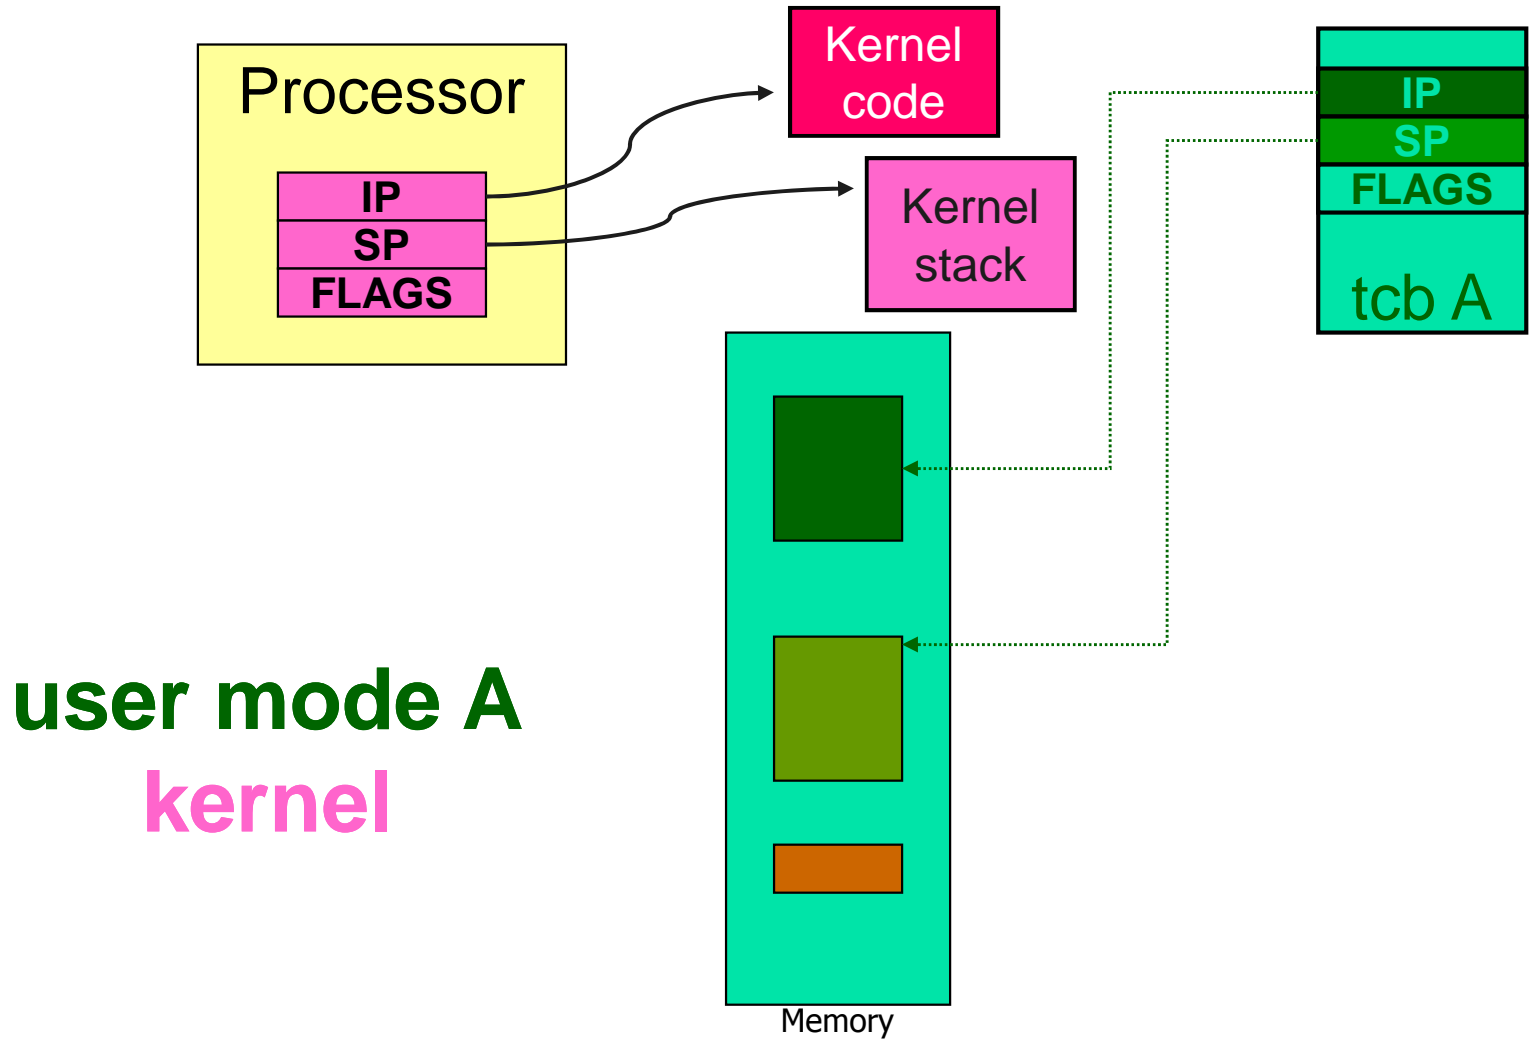 Processor
IP
SP
FLAGS
Kernel
code
Kernel
stack
IP
SP
FLAGS
tcb A
user mode A
kernel
Memory